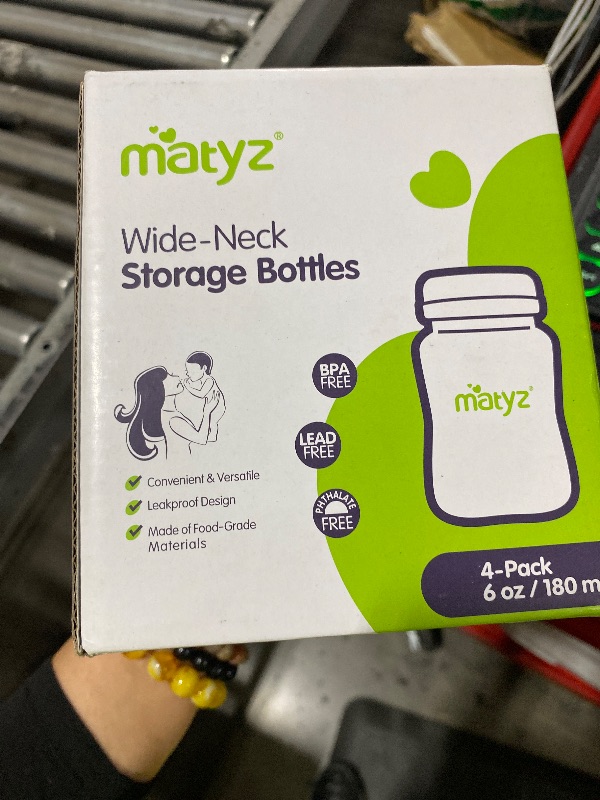 matyz®
Wide-Neck
Storage Bottles
BPA
FREE
LEAD
FREE
PHTHALATE
FREE
Convenient & Versatile
Leakproof Design
Made of Food-Grade
Materials
matyz®
4-Pack
6 oz / 180 m